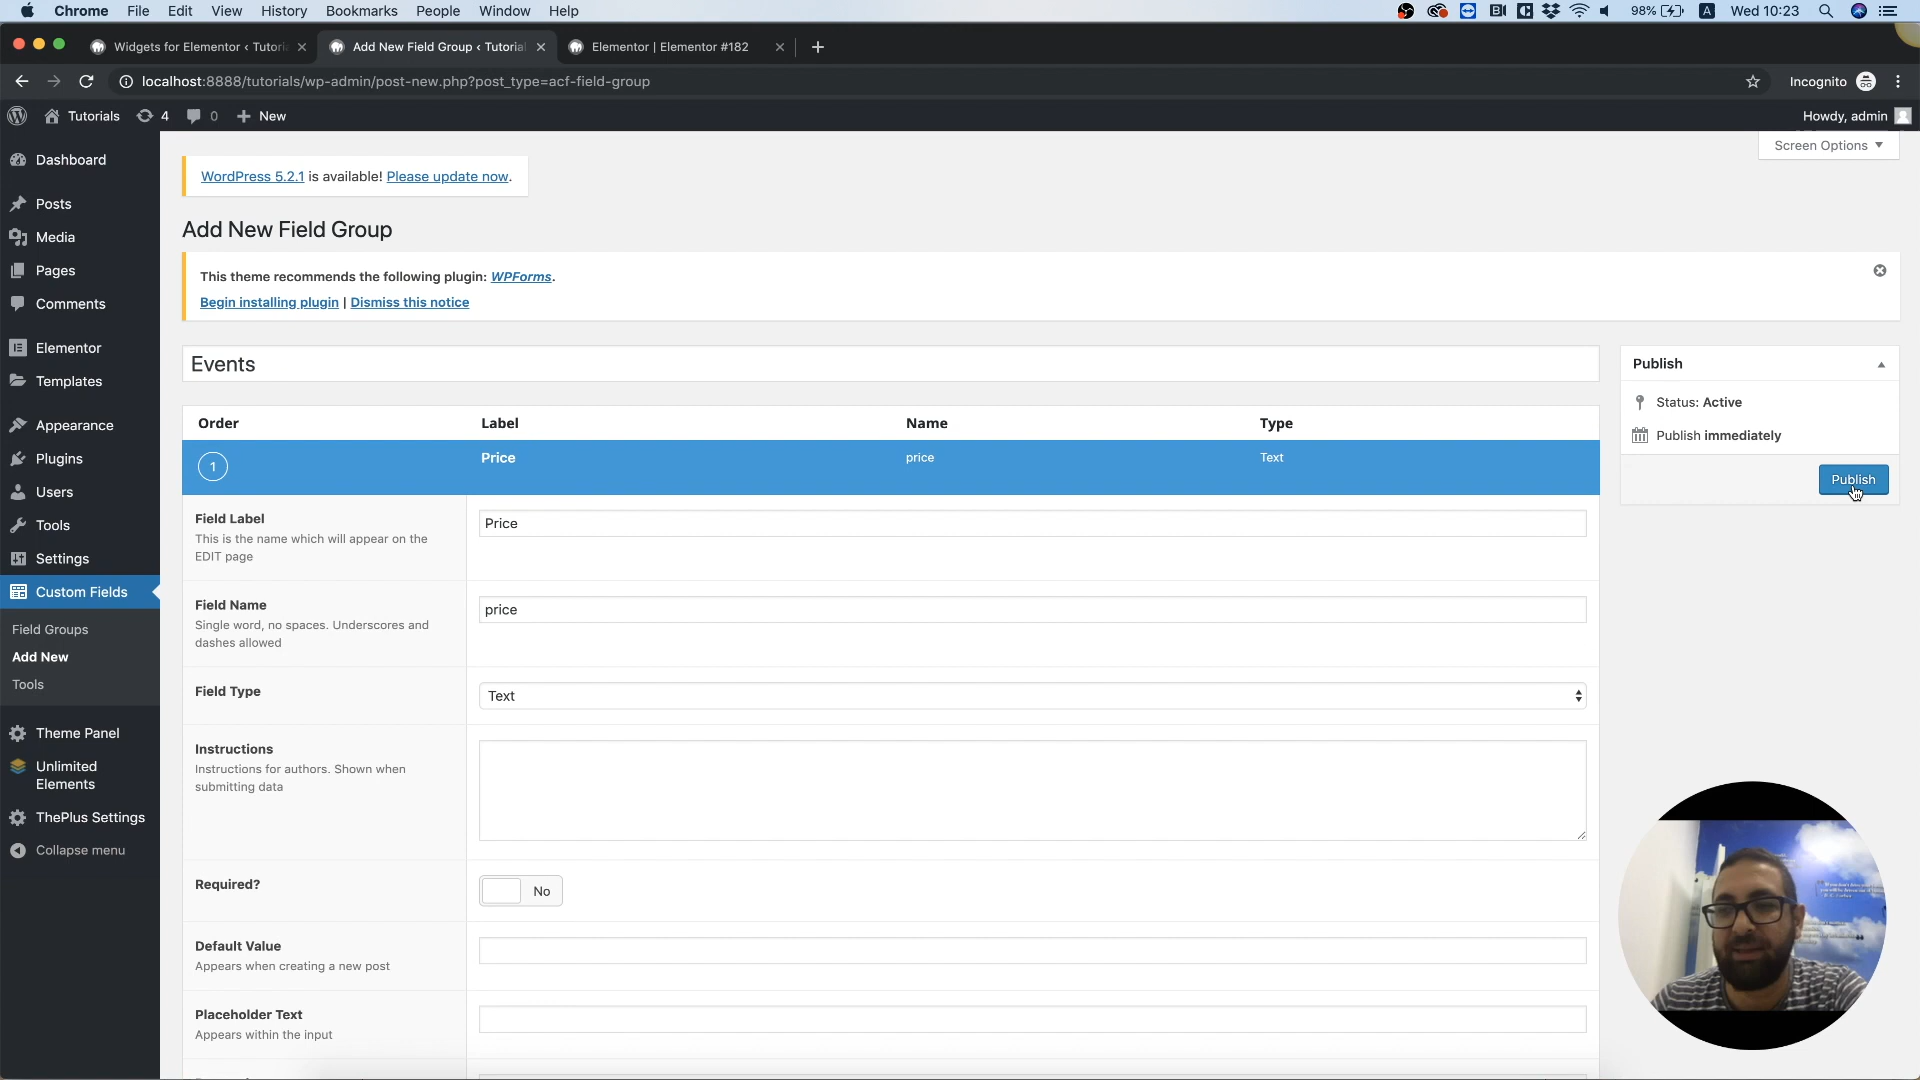 Chrome File Edit View History Bookmarks People Window Help 98% A Wed 10:23
Widgets for Elementor ‹ Tutori Add New Field Group ‹ Tutorial Elementor | Elementor #182
localhost:8888/tutorials/wp-admin/post-new.php?post_type=acf-field-group Incognito
Tutorials 4 0 New Howdy, admin
Screen Options
Dashboard
Posts
Media
Pages
Comments
Elementor
Templates
Appearance
Plugins
Users
Tools
Settings
Custom Fields
Field Groups
Add New
Tools
Theme Panel
Unlimited
Elements
ThePlus Settings
Collapse menu
WordPress 5.2.1 is available! Please update now.
Add New Field Group
This theme recommends the following plugin: WPForms.
Begin installing plugin | Dismiss this notice
Events
Order Label Name Type
1 Price price Text
Field Label
This is the name which will appear on the
EDIT page
Price
Field Name
Single word, no spaces. Underscores and
dashes allowed
price
Field Type
Text
Instructions
Instructions for authors. Shown when
submitting data
Required?
No
Default Value
Appears when creating a new post
Placeholder Text
Appears within the input
Publish
Status: Active
Publish immediately
Publish